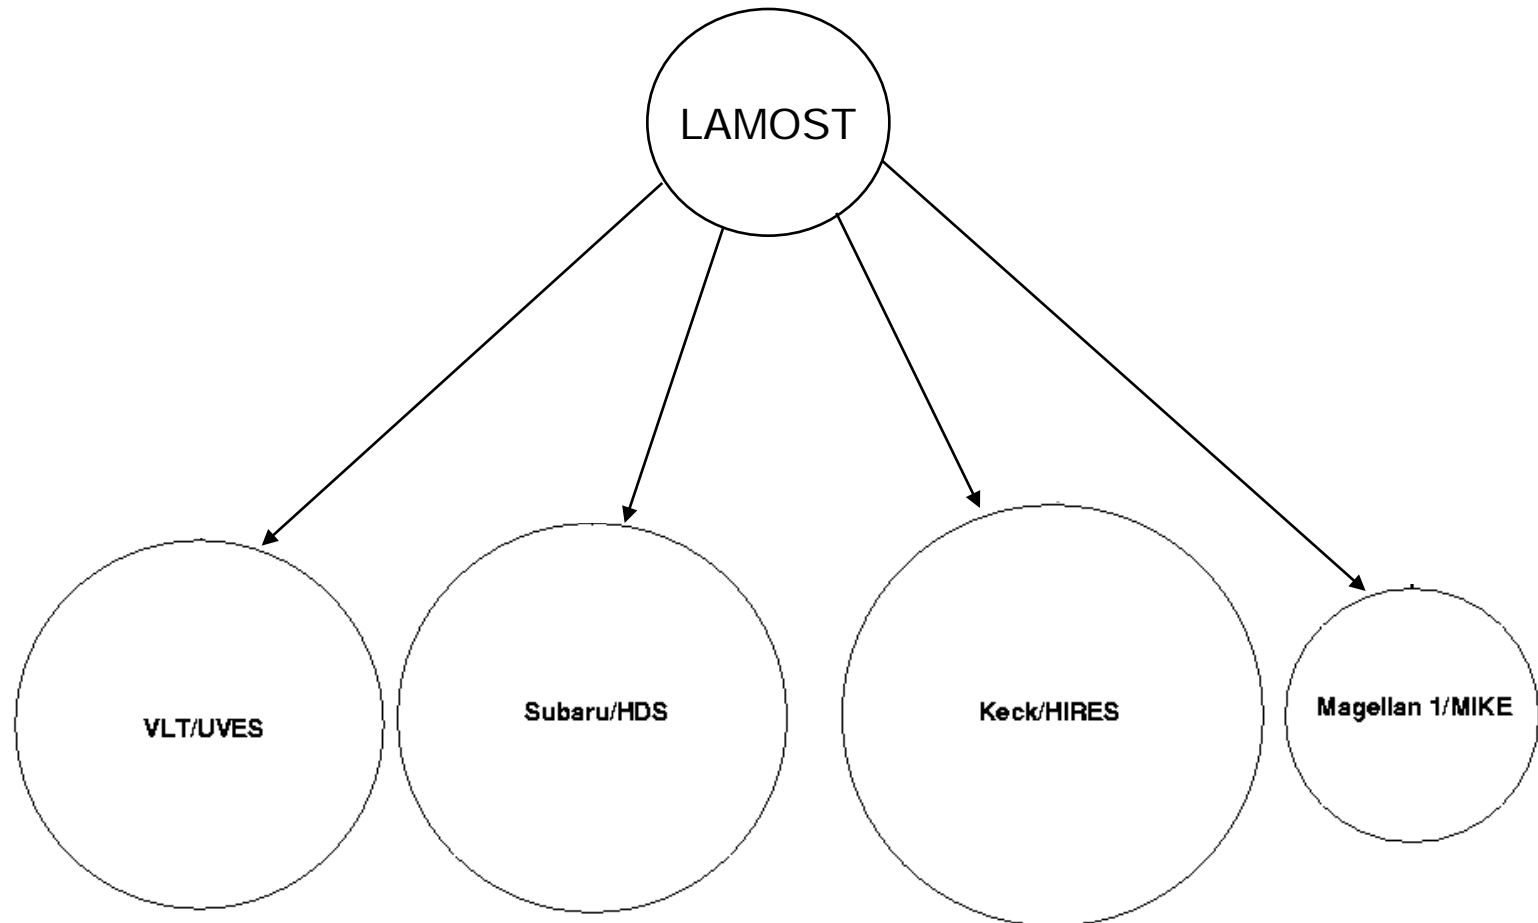 LAMOST
VLT/UVES
Subaru/HDS
Keck/HIRES
Magellan 1/MIKE